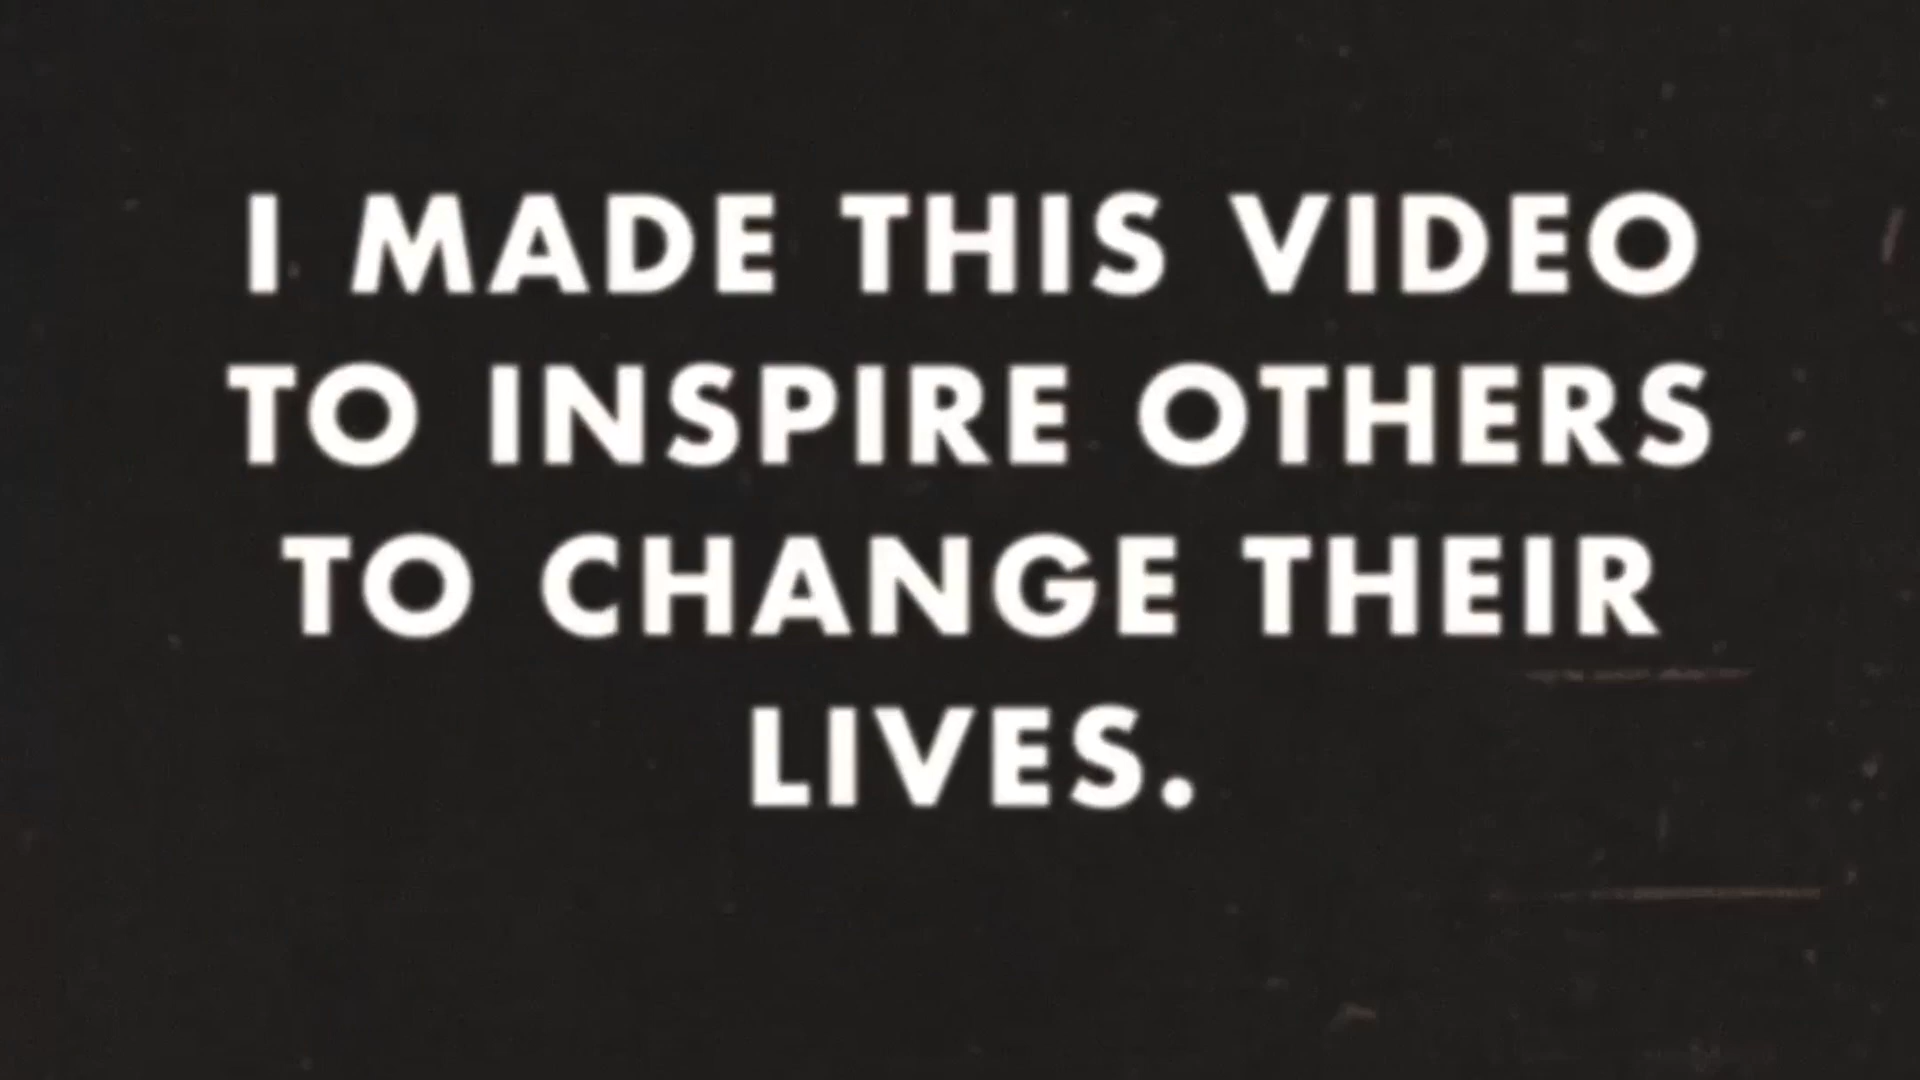 I MADE THIS VIDEO
TO INSPIRE OTHERS
TO CHANGE THEIR
LIVES.